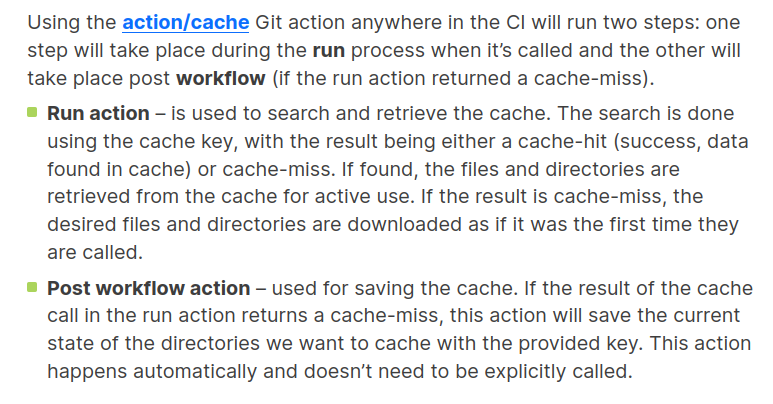 Using the action/cache Git action anywhere in the CI will run two steps: one
step will take place during the run process when it’s called and the other will
take place post workflow (if the run action returned a cache-miss).
Run action – is used to search and retrieve the cache. The search is done
using the cache key, with the result being either a cache-hit (success, data
found in cache) or cache-miss. If found, the files and directories are
retrieved from the cache for active use. If the result is cache-miss, the
desired files and directories are downloaded as if it was the first time they
are called.
Post workflow action – used for saving the cache. If the result of the cache
call in the run action returns a cache-miss, this action will save the current
state of the directories we want to cache with the provided key. This action
happens automatically and doesn’t need to be explicitly called.